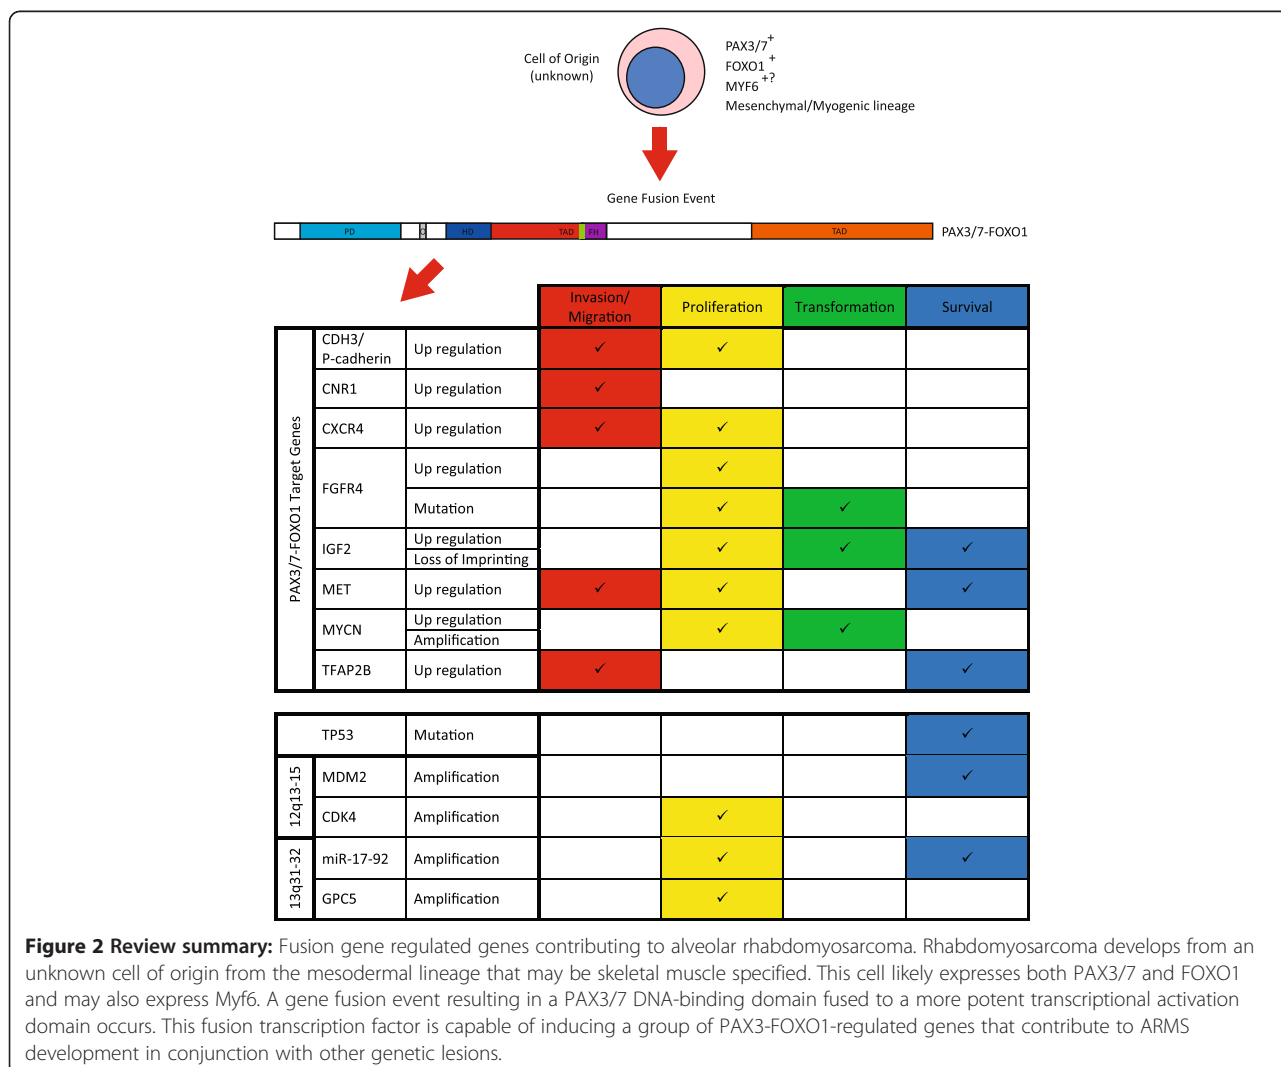 Cell of Origin
(unknown)
PAX3/7+
FOXO1 +
MYF6 +?
Mesenchymal/Myogenic lineage
Gene Fusion Event
PD O HD TAD FH TAD PAX3/7-FOXO1
Invasion/
Migration
Proliferation
Transformation
Survival
PAX3/7-FOXO1 Target Genes
CDH3/
P-cadherin
Up regulation ✓ ✓
CNR1 Up regulation ✓
CXCR4 Up regulation ✓ ✓
FGFR4
Up regulation ✓
Mutation ✓ ✓
IGF2
Up regulation
Loss of Imprinting
✓ ✓ ✓
MET Up regulation ✓ ✓ ✓
MYCN
Up regulation
Amplification
✓ ✓
TFAP2B Up regulation ✓ ✓
TP53 Mutation ✓
12q13-15
MDM2 Amplification ✓
CDK4 Amplification ✓
13q31-32
miR-17-92 Amplification ✓ ✓
GPC5 Amplification ✓
Figure 2 Review summary: Fusion gene regulated genes contributing to alveolar rhabdomyosarcoma. Rhabdomyosarcoma develops from an
unknown cell of origin from the mesodermal lineage that may be skeletal muscle specified. This cell likely expresses both PAX3/7 and FOXO1
and may also express Myf6. A gene fusion event resulting in a PAX3/7 DNA-binding domain fused to a more potent transcriptional activation
domain occurs. This fusion transcription factor is capable of inducing a group of PAX3-FOXO1-regulated genes that contribute to ARMS
development in conjunction with other genetic lesions.